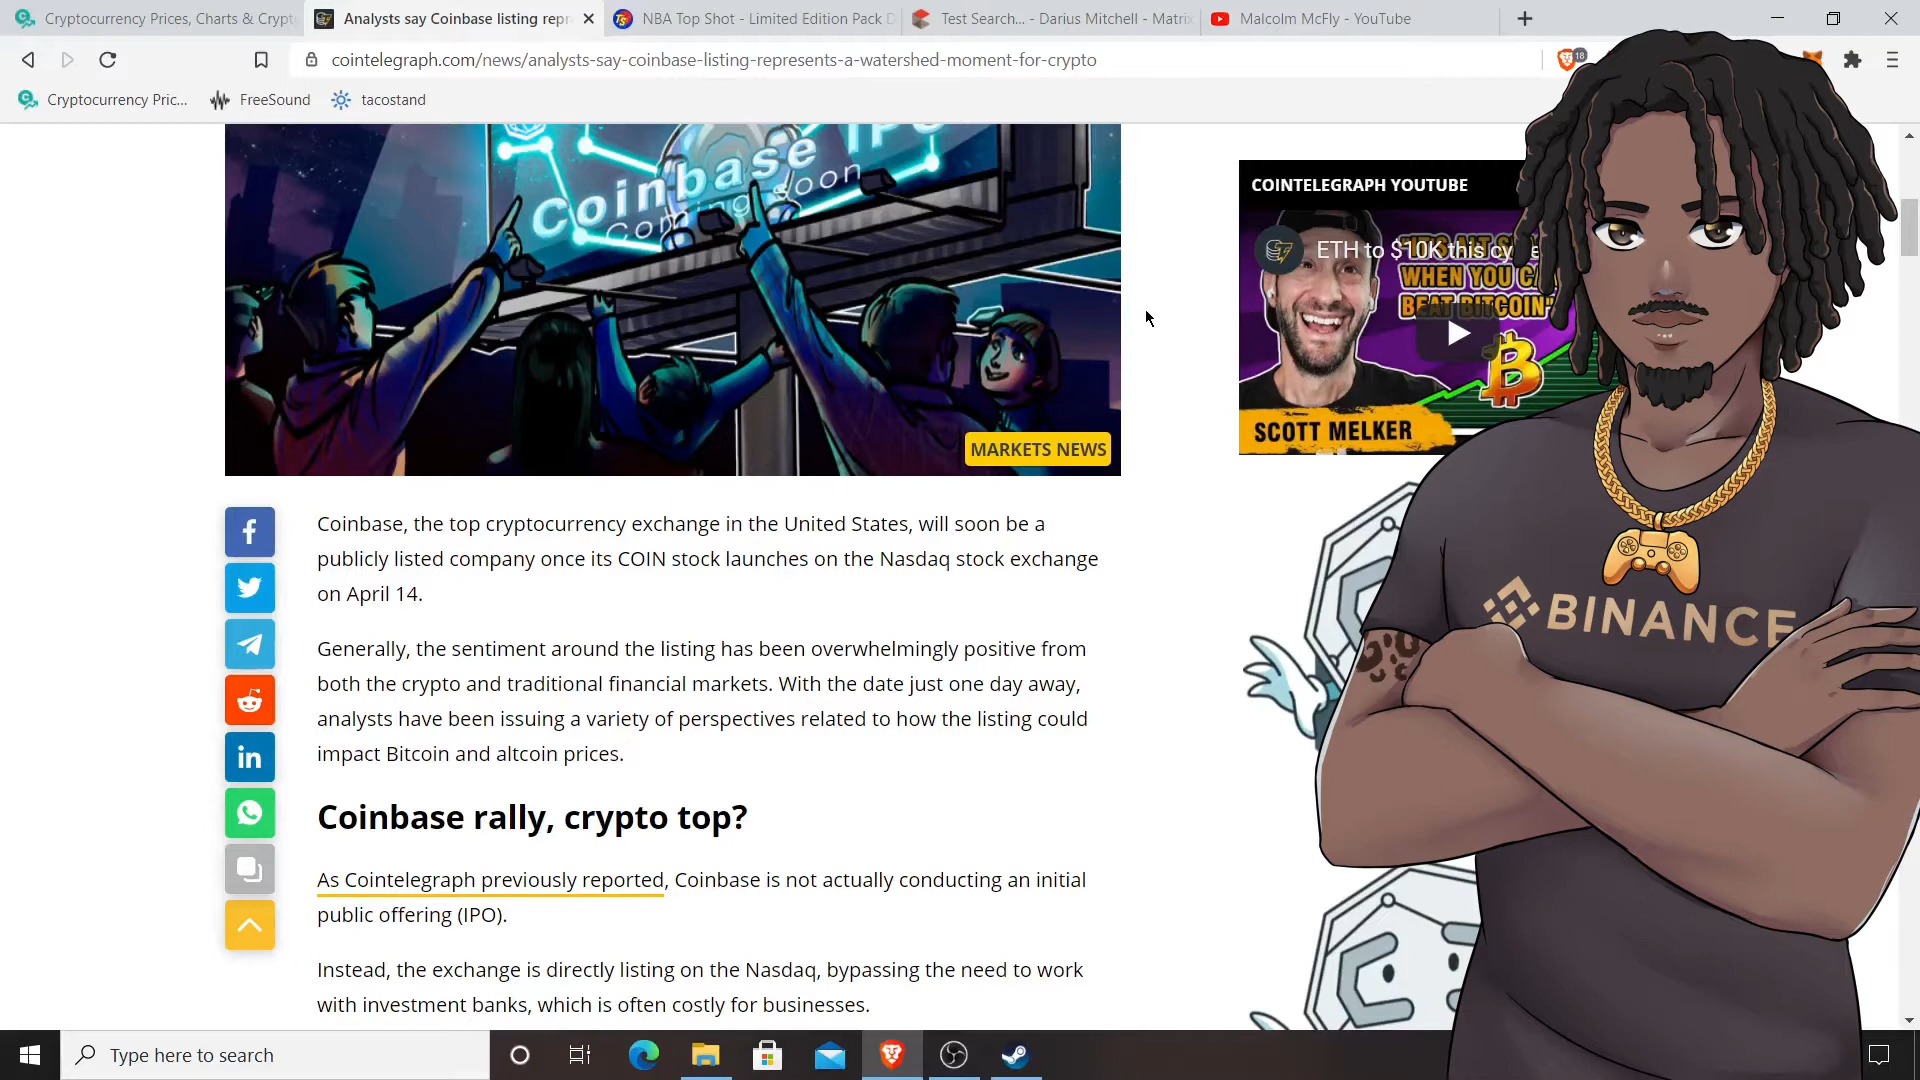 Cryptocurrency Prices, Charts & Crypt
Analysts say Coinbase listing repr
NBA Top Shot - Limited Edition Pack D
Test Search... - Darius Mitchell - Matrix
Malcolm McFly - YouTube
cointelegraph.com/news/analysts-say-coinbase-listing-represents-a-watershed-moment-for-crypto
18
Cryptocurrency Pric...
FreeSound
tacostand
Coinbase IPO
Coming Soon
MARKETS NEWS
COINTELEGRAPH YOUTUBE
ETH to $10K this cy
WHEN YOU
BEAT BITCOIN"
SCOTT MELKER
BINANCE
Coinbase, the top cryptocurrency exchange in the United States, will soon be a
publicly listed company once its COIN stock launches on the Nasdaq stock exchange
on April 14.
Generally, the sentiment around the listing has been overwhelmingly positive from
both the crypto and traditional financial markets. With the date just one day away,
analysts have been issuing a variety of perspectives related to how the listing could
impact Bitcoin and altcoin prices.
Coinbase rally, crypto top?
As Cointelegraph previously reported, Coinbase is not actually conducting an initial
public offering (IPO).
Instead, the exchange is directly listing on the Nasdaq, bypassing the need to work
with investment banks, which is often costly for businesses.
Type here to search